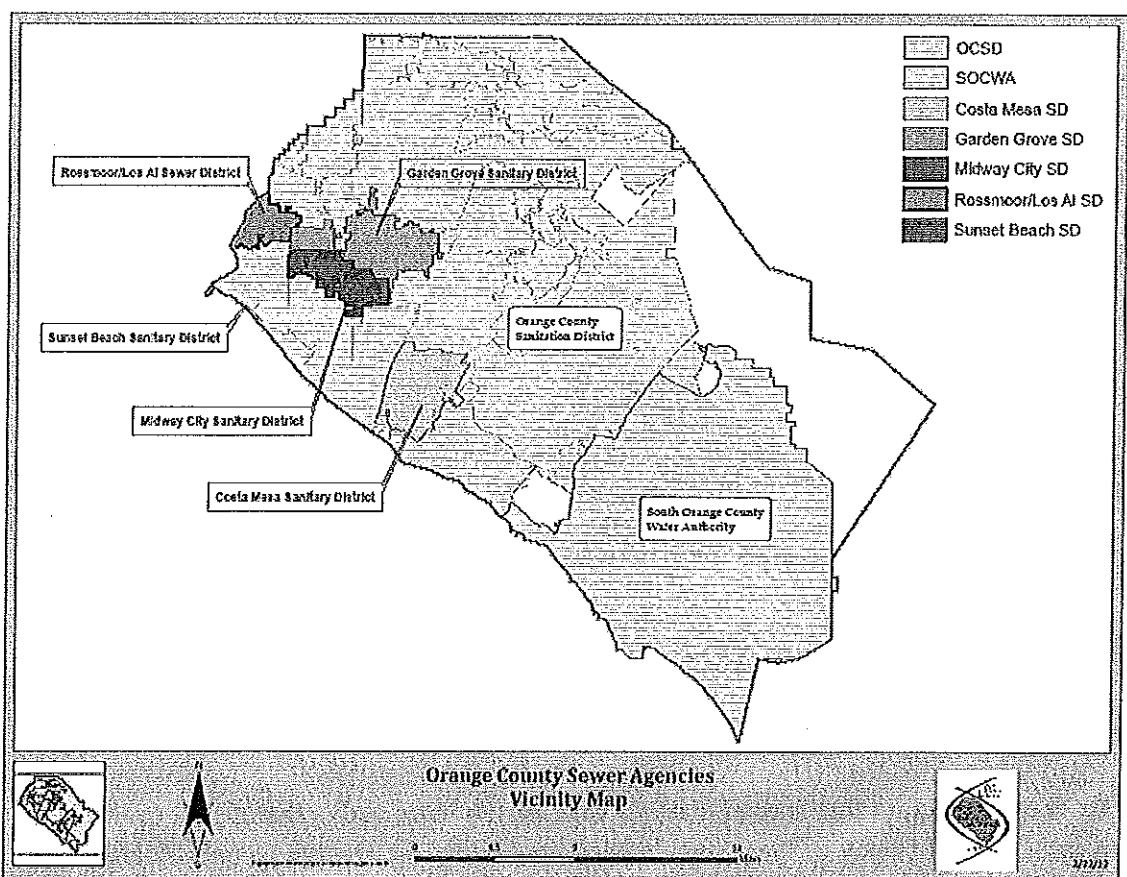 OCSD
SOCWA
Costa Mesa SD
Garden Grove SD
Midway City SD
Rossmoor/Los Al SD
Sunset Beach SD
Rossmoor/Los Al Sewer District
Garden Grove Sanitary District
Sunset Beach Sanitary District
Orange County
Sanitation District
Midway City Sanitary District
Costa Mesa Sanitary District
South Orange County
Water Authority
Orange County Sewer Agencies
Vicinity Map
N
S
0